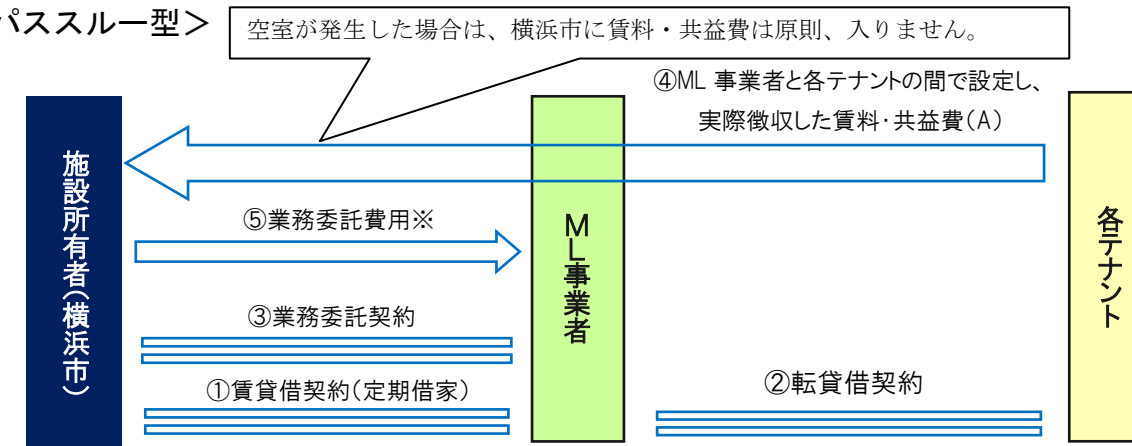 パススルー型＞
空室が発生した場合は、横浜市に賃料・共益費は原則、入りません。
④ML 事業者と各テナントの間で設定し、
実際徴収した賃料・共益費（A）
施設所有者（横浜市）
⑤業務委託費用※
ML事業者
各テナント
③業務委託契約
①賃貸借契約（定期借家）
②転貸借契約